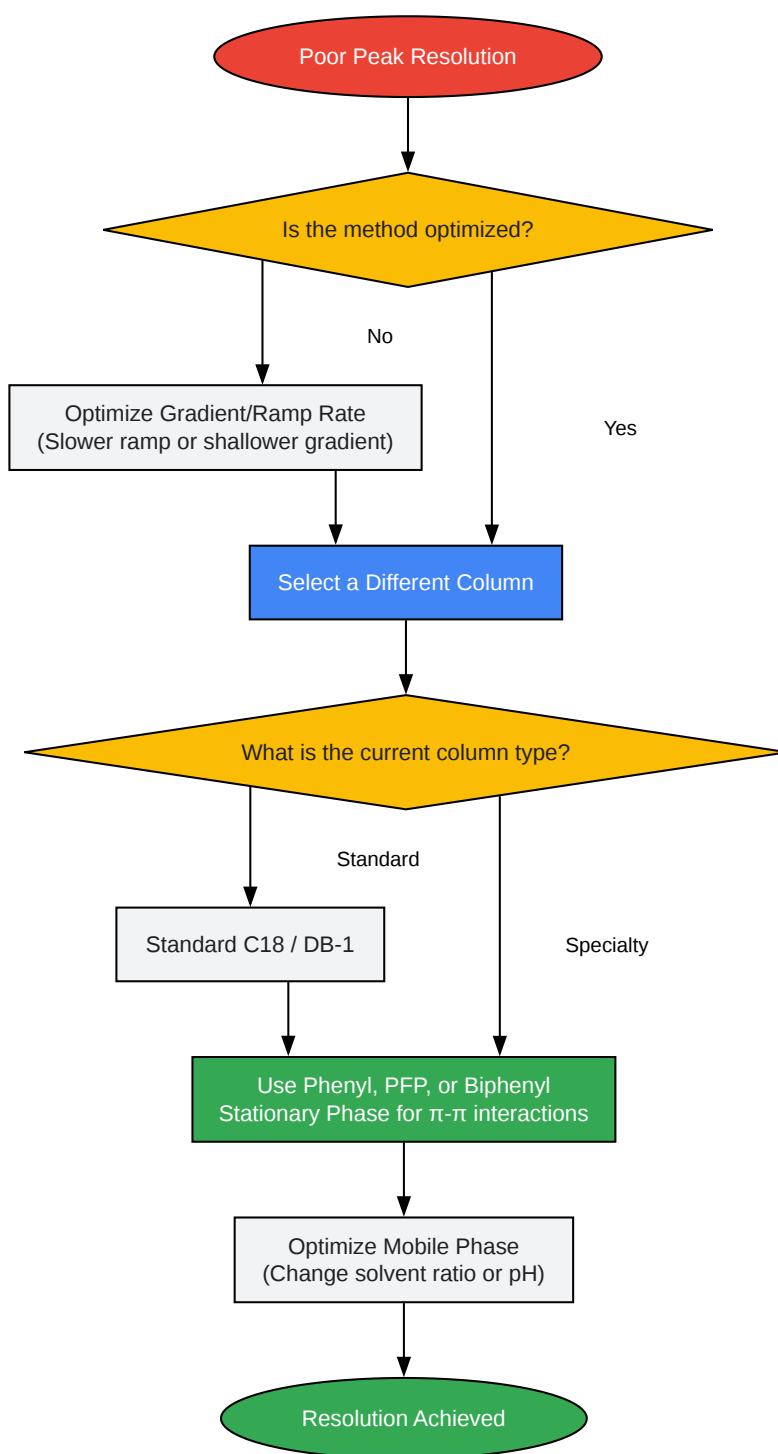 Poor Peak Resolution
Is the method optimized?
No
Optimize Gradient/Ramp Rate
(Slower ramp or shallower gradient)
Yes
Select a Different Column
What is the current column type?
Standard
Standard C18 / DB-1
Specialty
Use Phenyl, PFP, or Biphenyl
Stationary Phase for π-π interactions
Optimize Mobile Phase
(Change solvent ratio or pH)
Resolution Achieved